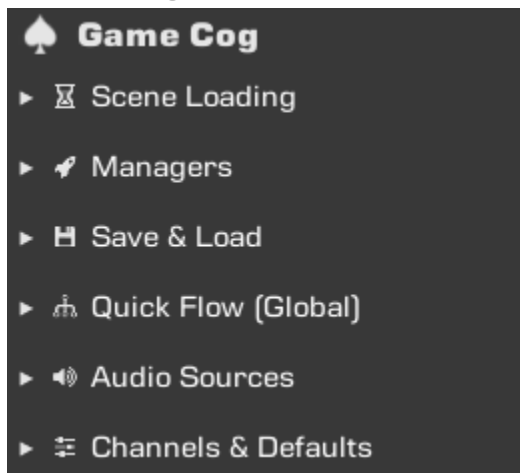 Game Cog
Scene Loading
Managers
Save & Load
Quick Flow (Global)
Audio Sources
Channels & Defaults